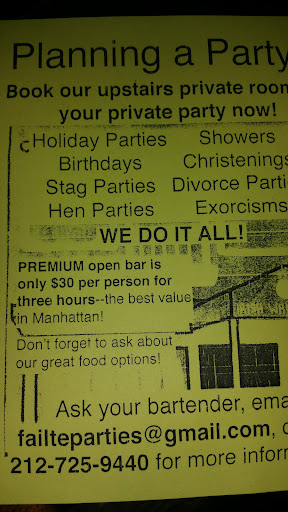 Planning a Party
Book our upstairs private room
your private party now!
Holiday Parties Showers
Birthdays Christenings
Stag Parties Divorce Parti
Hen Parties Exorcisms
WE DO IT ALL!
PREMIUM open bar is
only $30 per person for
three hours--the best value
in Manhattan!
Don't forget to ask about
our great food options!
Ask your bartender, ema
failteparties@gmail.com, o
212-725-9440 for more inforr